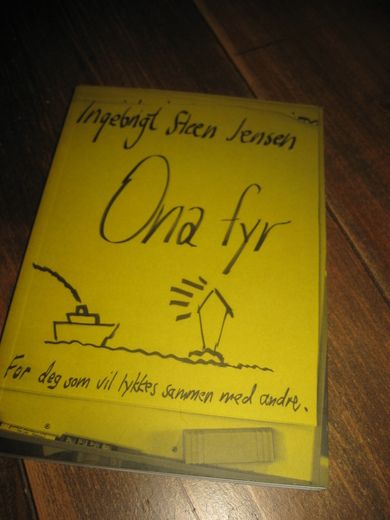 Ingebrigt Steen Jensen
Ona fyr
For deg som vil lykkes sammen med andre.